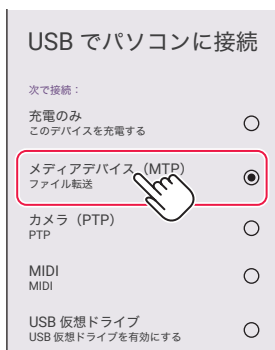 USB でパソコンに接続
次で接続：
充電のみ
このデバイスを充電する
メディアデバイス（MTP）
ファイル転送
カメラ（PTP）
PTP
MIDI
MIDI
USB 仮想ドライブ
USB 仮想ドライブを有効にする